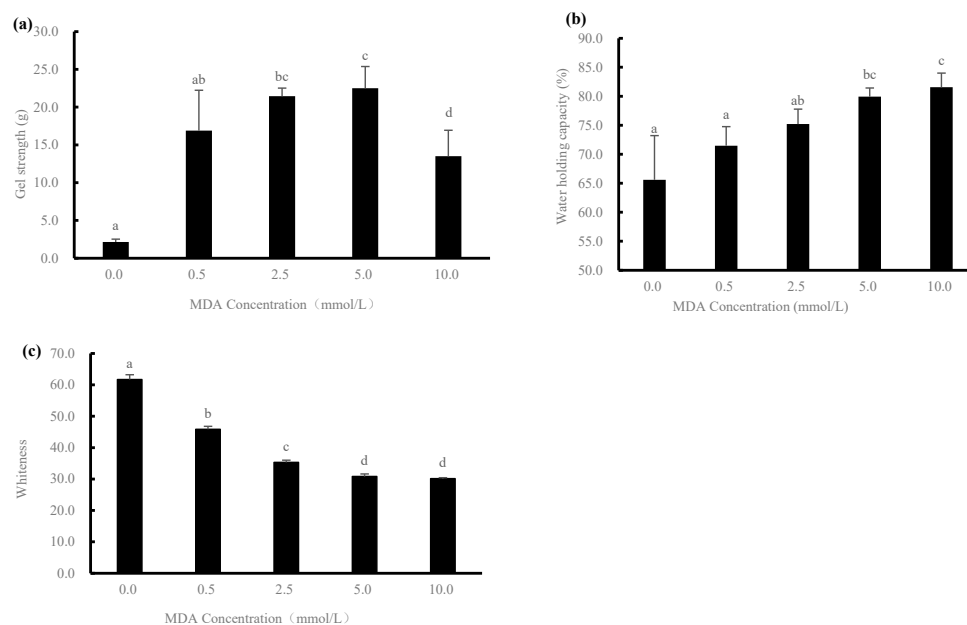 (a)
30.0
25.0
20.0
15.0
10.0
5.0
0.0
Gel strength (g)
a
ab
bc
c
d
0.0 0.5 2.5 5.0 10.0
MDA Concentration（mmol/L）
(b)
90.0
85.0
80.0
75.0
70.0
65.0
60.0
55.0
50.0
Water holding capacity (%)
a
a
ab
bc
c
0.0 0.5 2.5 5.0 10.0
MDA Concentration (mmol/L)
(c)
70.0
60.0
50.0
40.0
30.0
20.0
10.0
0.0
Whiteness
a
b
c
d
d
0.0 0.5 2.5 5.0 10.0
MDA Concentration（mmol/L）